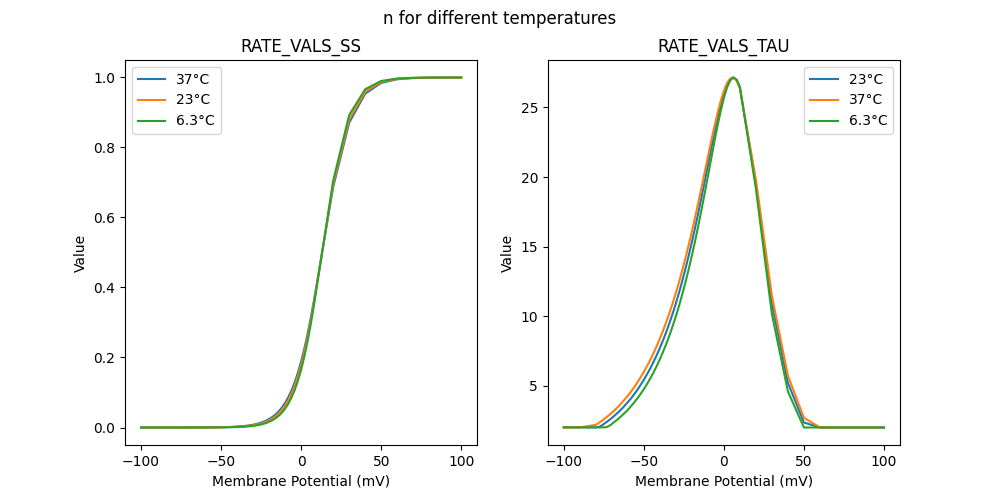 n for different temperatures
RATE_VALS_SS
37°C
23°C
6.3°C
1.0
0.8
0.6
0.4
0.2
0.0
Value
−100
−50
0
50
100
Membrane Potential (mV)
RATE_VALS_TAU
23°C
37°C
6.3°C
25
20
15
10
5
Value
−100
−50
0
50
100
Membrane Potential (mV)